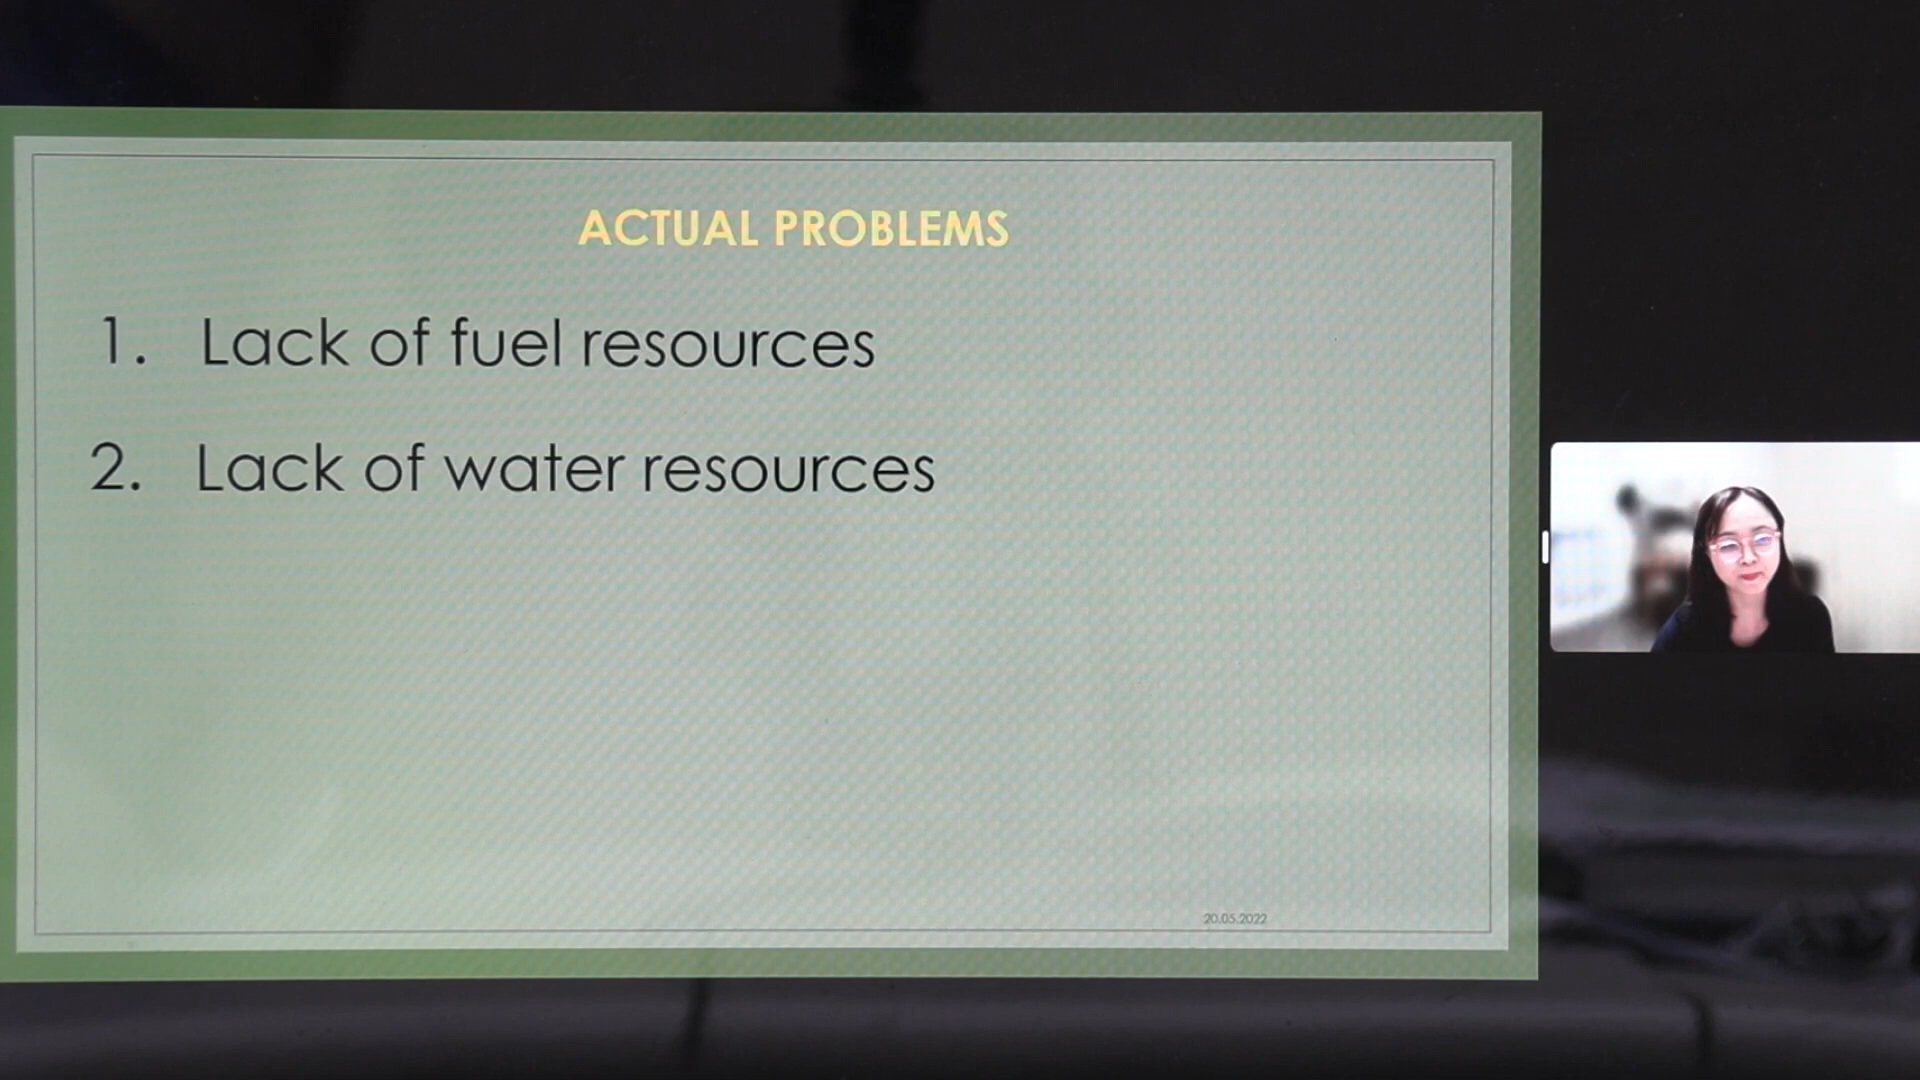 ACTUAL PROBLEMS
1. Lack of fuel resources
2. Lack of water resources
20.05.2022